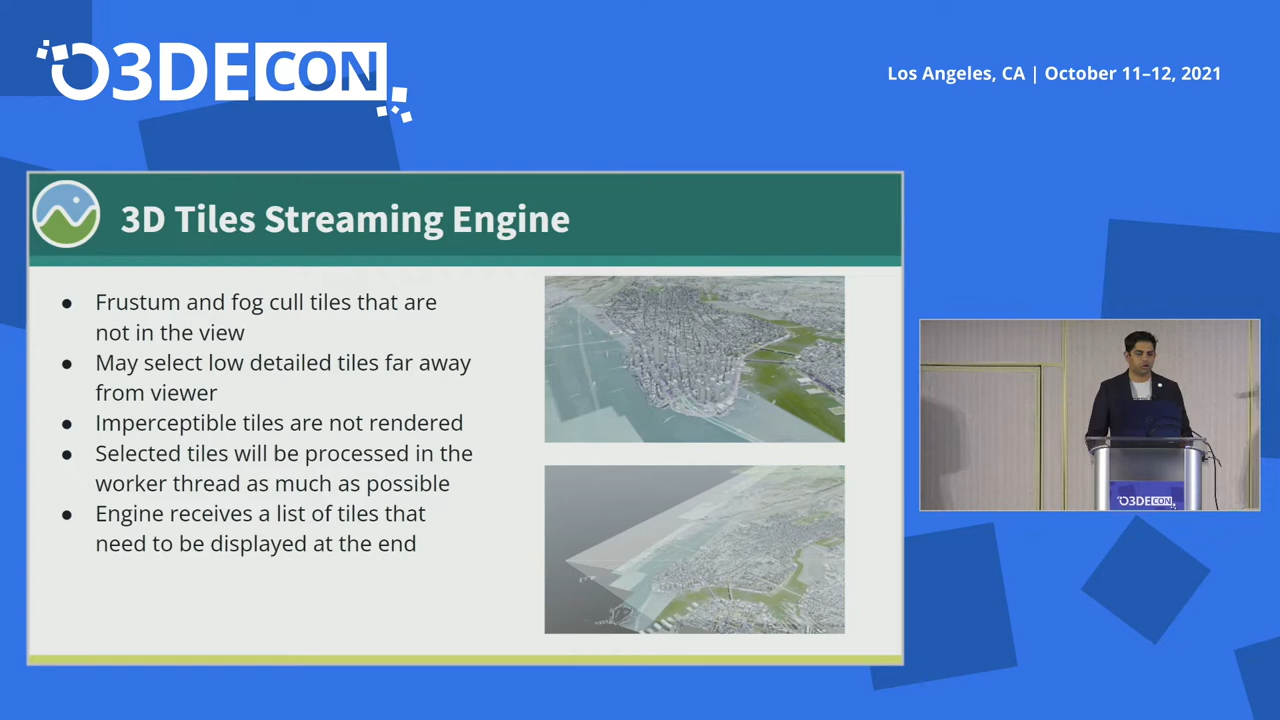 O3DECON
Los Angeles, CA | October 11–12, 2021
3D Tiles Streaming Engine
● Frustum and fog cull tiles that are
not in the view
● May select low detailed tiles far away
from viewer
● Imperceptible tiles are not rendered
● Selected tiles will be processed in the
worker thread as much as possible
● Engine receives a list of tiles that
need to be displayed at the end
O3DECON